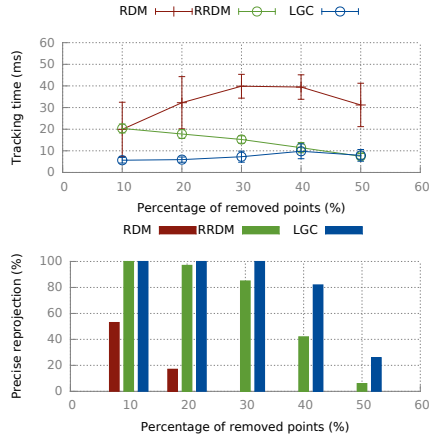 RDM RRDM LGC
60
50
40
30
20
10
0
Tracking time (ms)
0 10 20 30 40 50 60
Percentage of removed points (%)
RDM RRDM LGC
100
80
60
40
20
0
Precise reprojection (%)
0 10 20 30 40 50 60
Percentage of removed points (%)